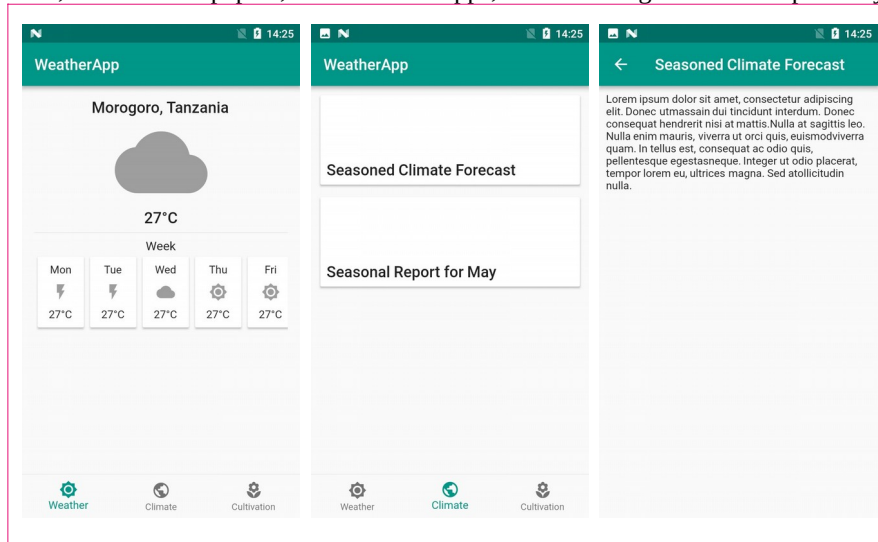 14:25
WeatherApp
Morogoro, Tanzania
27°C
Week
Mon Tue Wed Thu Fri
27°C 27°C 27°C 27°C 27°C
Weather Climate Cultivation
14:25
WeatherApp
Seasoned Climate Forecast
Seasonal Report for May
Weather Climate Cultivation
14:25
Seasoned Climate Forecast
Lorem ipsum dolor sit amet, consectetur adipiscing
elit. Donec utmassain dui tincidunt interdum. Donec
consequat hendrerit nisi at mattis.Nulla at sagittis leo.
Nulla enim mauris, viverra ut orci quis, euismodviverra
quam. In tellus est, consequat ac odio quis,
pellentesque egestasneque. Integer ut odio placerat,
tempor lorem eu, ultrices magna. Sed atollicitudin
nulla.